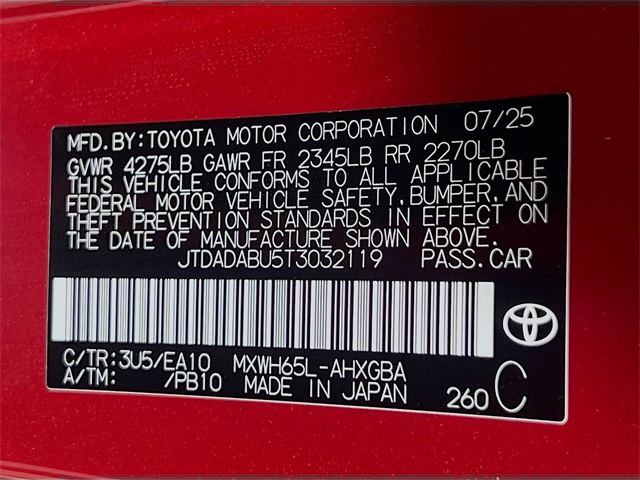 MFD.BY:TOYOTA MOTOR CORPORATION 07/25
GVWR 4275LB GAWR FR 2345LB RR 2270LB
THIS VEHICLE CONFORMS TO ALL APPLICABLE
FEDERAL MOTOR VEHICLE SAFETY,BUMPER,AND
THEFT PREVENTION STANDARDS IN EFFECT ON
THE DATE OF MANUFACTURE SHOWN ABOVE.
JTDADABU5T3032119 PASS.CAR
C/TR:3U5/EA10 MXWH65L-AHXGBA
A/TM: /PB10 MADE IN JAPAN 260 C